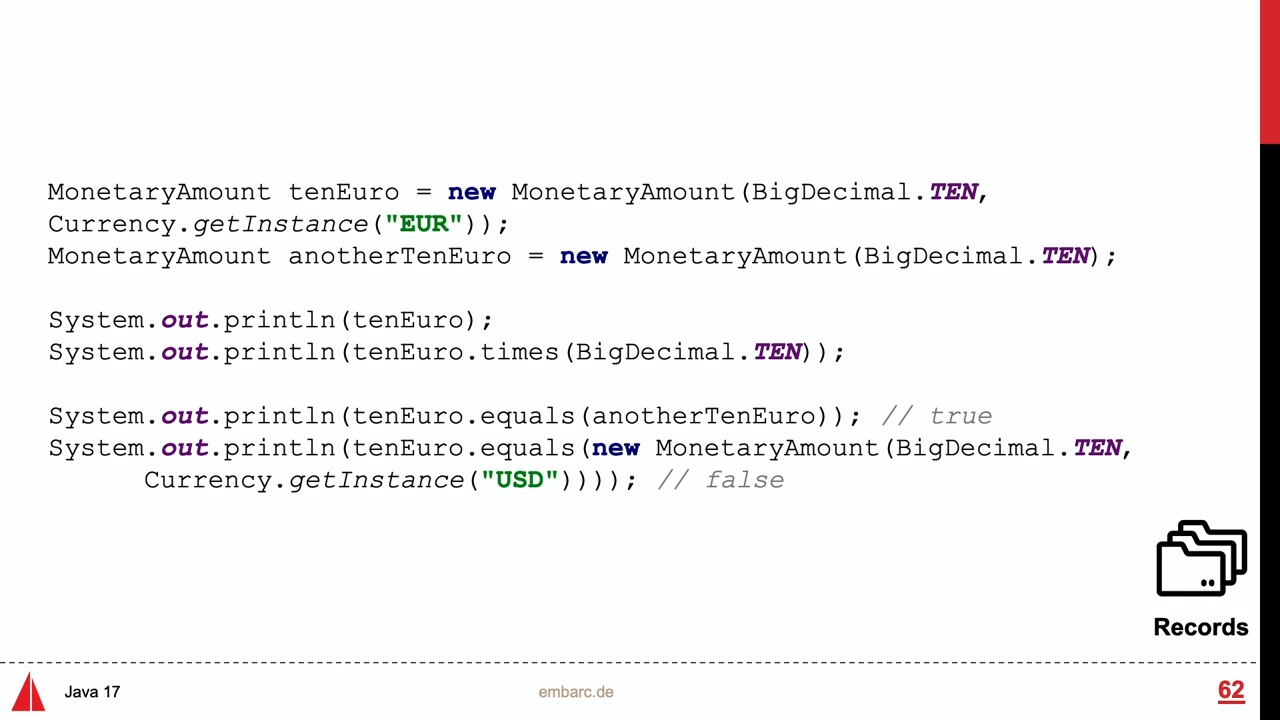 MonetaryAmount tenEuro = new MonetaryAmount(BigDecimal.TEN,
Currency.getInstance("EUR"));
MonetaryAmount anotherTenEuro = new MonetaryAmount(BigDecimal.TEN);
System.out.println(tenEuro);
System.out.println(tenEuro.times(BigDecimal.TEN));
System.out.println(tenEuro.equals(anotherTenEuro)); // true
System.out.println(tenEuro.equals(new MonetaryAmount(BigDecimal.TEN,
Currency.getInstance("USD")))); // false
Records
Java 17
embarc.de
62